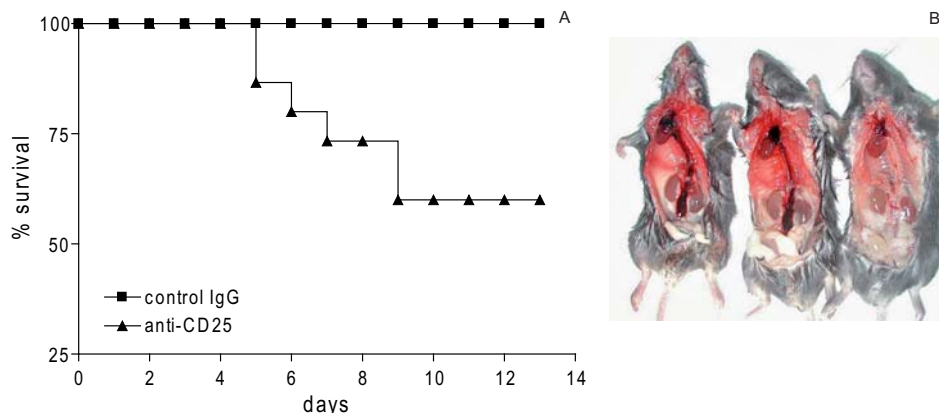 A
B
100
75
50
25
% survival
control IgG
anti-CD25
0 2 4 6 8 10 12 14
days